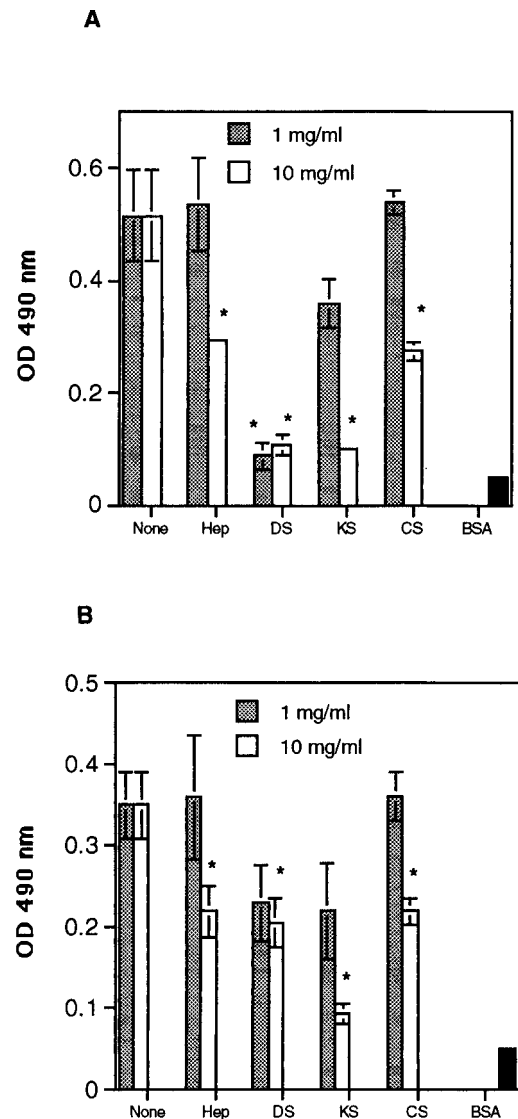 A
1 mg/ml
10 mg/ml
0.6
0.4
0.2
0
OD 490 nm
*
*
*
*
*
None Hep DS KS CS BSA
B
0.5
0.4
0.3
0.2
0.1
0
1 mg/ml
10 mg/ml
OD 490 nm
*
*
*
*
None Hep DS KS CS BSA